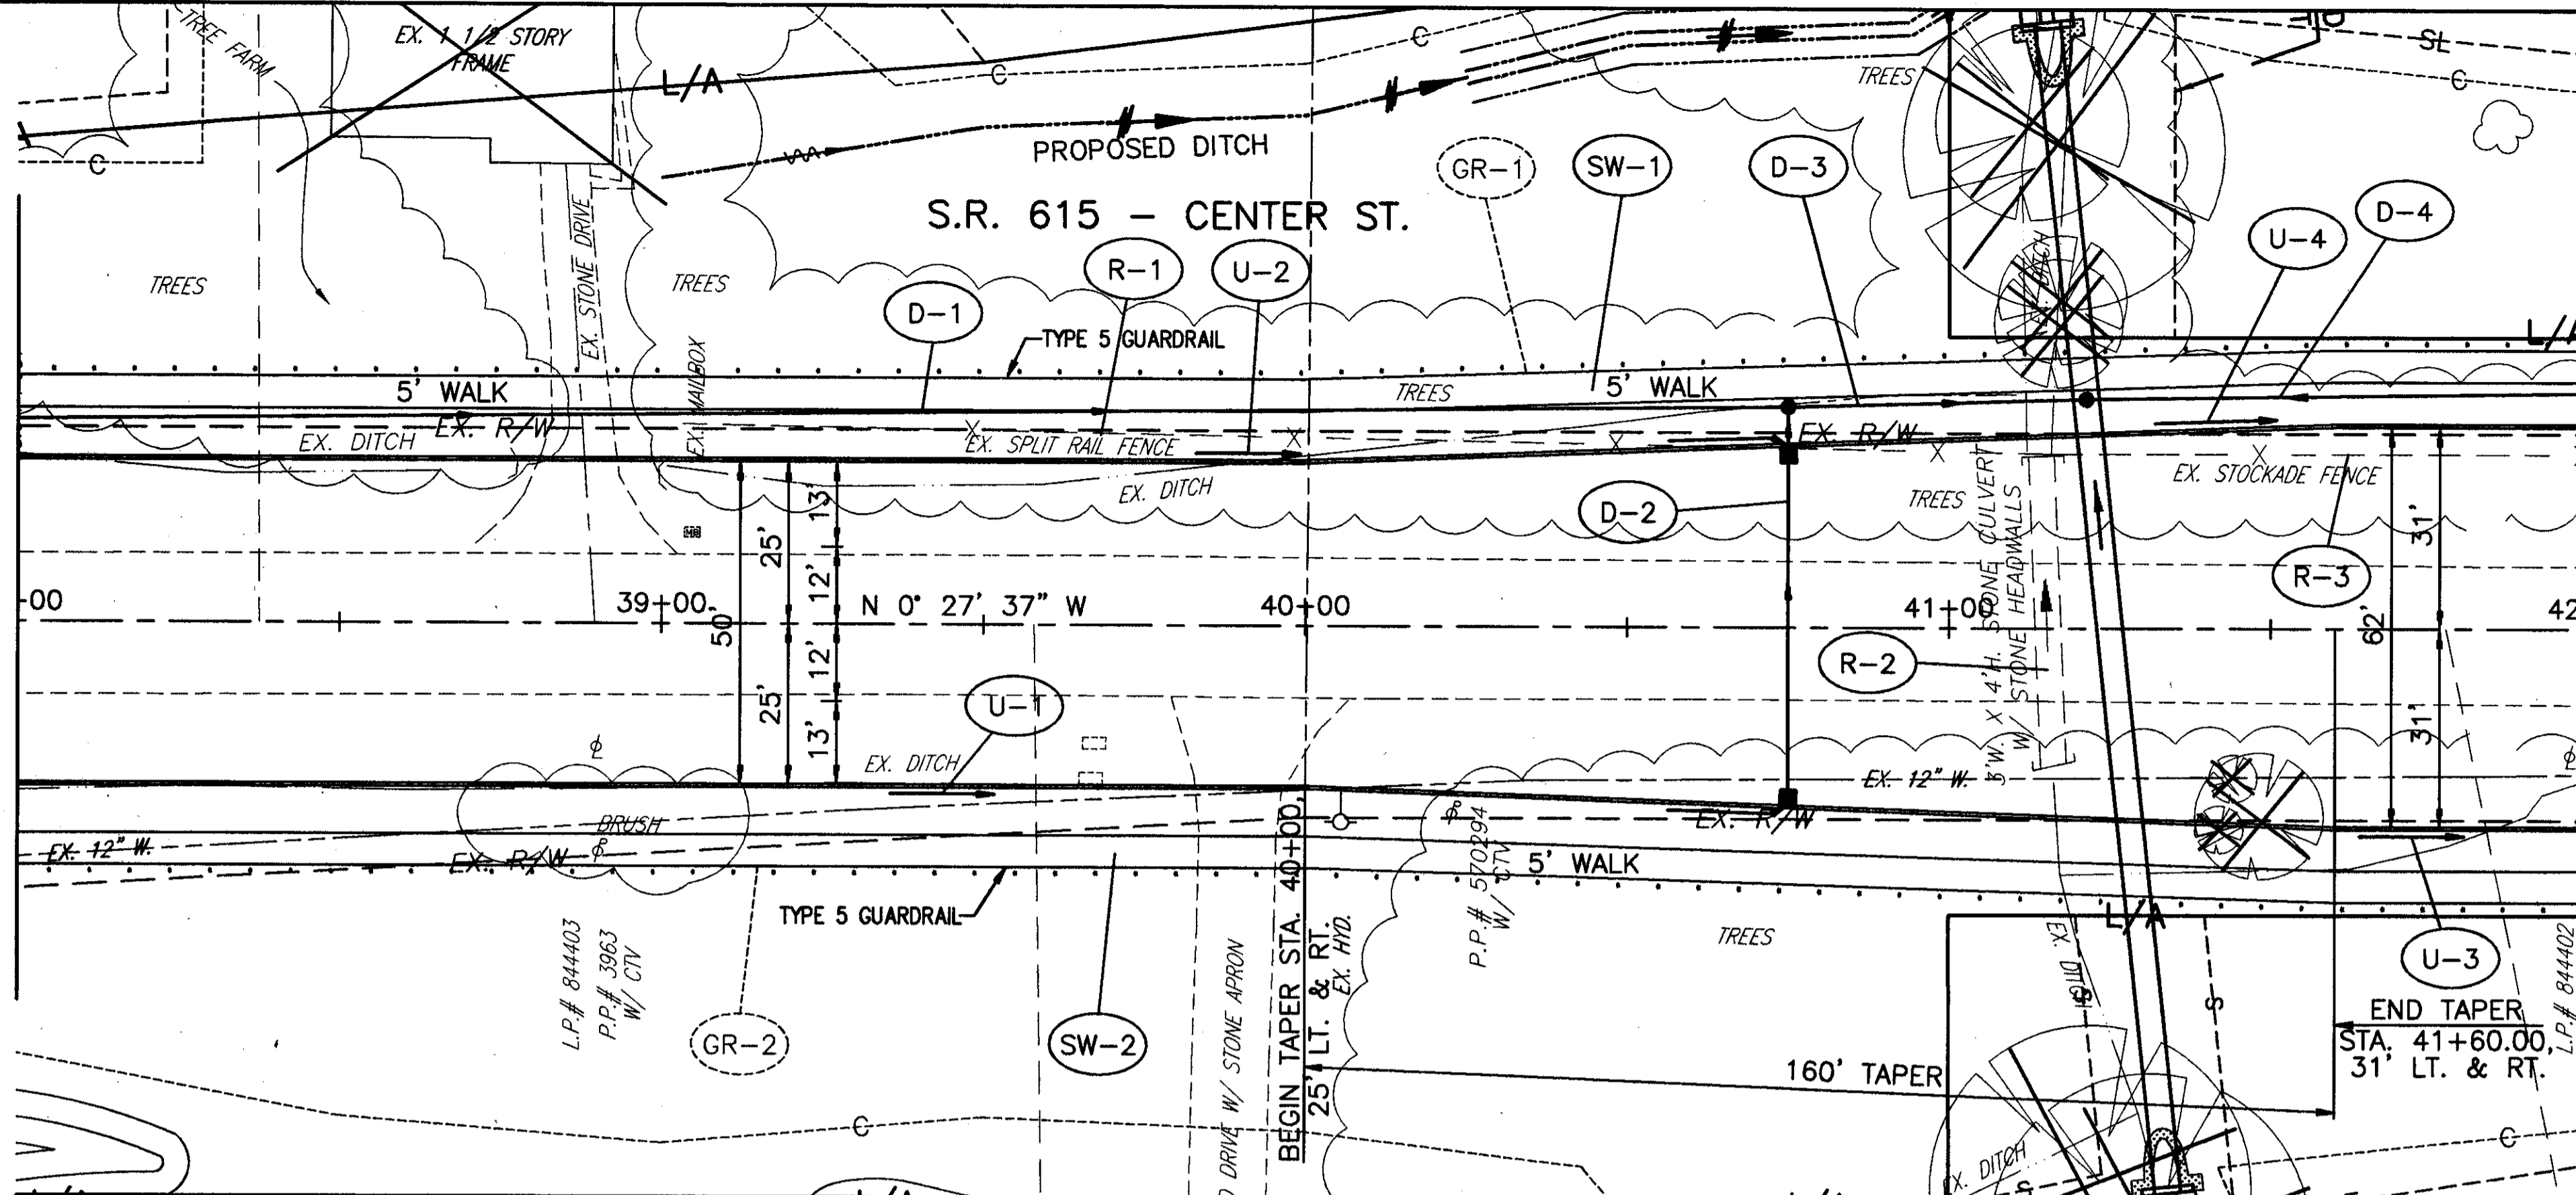 TREE FARM
EX. 1 1/2 STORY
FRAME
L/A
C
C
C
TREES
SL
C
PROPOSED DITCH
GR-1
SW-1
D-3
D-4
U-4
S.R. 615 - CENTER ST.
R-1
U-2
D-1
TREES
EX. STONE DRIVE
TREES
EX. MAILBOX
TYPE 5 GUARDRAIL
L/A
5' WALK
TREES
5' WALK
EX. DITCH
EX. R/W
EX. SPLIT RAIL FENCE
EX. R/W
EX. DITCH
D-2
TREES
EX. STOCKADE FENCE
R-3
13'
25'
12'
31'
-00
39+00
N 0° 27' 37" W
40+00
41+00
42
50'
12'
25'
13'
62'
31'
U-1
R-2
3'W. X 4'H. STONE CULVERT
W/ STONE HEADWALLS
EX. DITCH
EX. 12" W.
BRUSH
EX. R/W
EX. 12" W.
EX. R/W
5' WALK
TYPE 5 GUARDRAIL
L/A
P.P.# 5570294
W/ CTV
TREES
EX. DITCH
L.P.# 844403
P.P.# 3963
W/ CTV
GR-2
SW-2
DRIVE W/ STONE APRON
BEGIN TAPER STA. 40+00,
25' LT. & RT.
EX. HYD.
U-3
S
S
END TAPER
STA. 41+60.00,
31' LT. & RT.
L.P.# 844402
160' TAPER
C
C
EX. DITCH